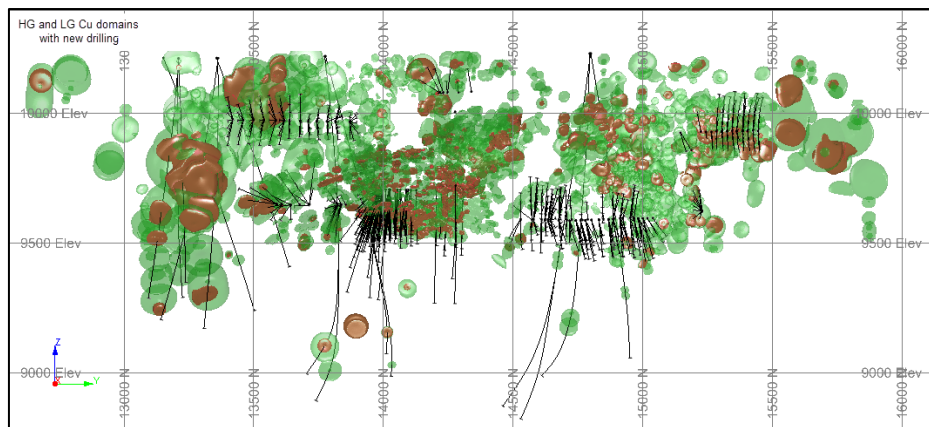 HG and LG Cu domains
with new drilling
130
13500 N
14000 N
14500 N
15000 N
15500 N
16000 N
10000 Elev
10000 Elev
9500 Elev
9500 Elev
9000 Elev
9000 Elev
Z
X
Y
13000 N
13500 N
14000 N
14500 N
15000 N
15500 N
16000 N